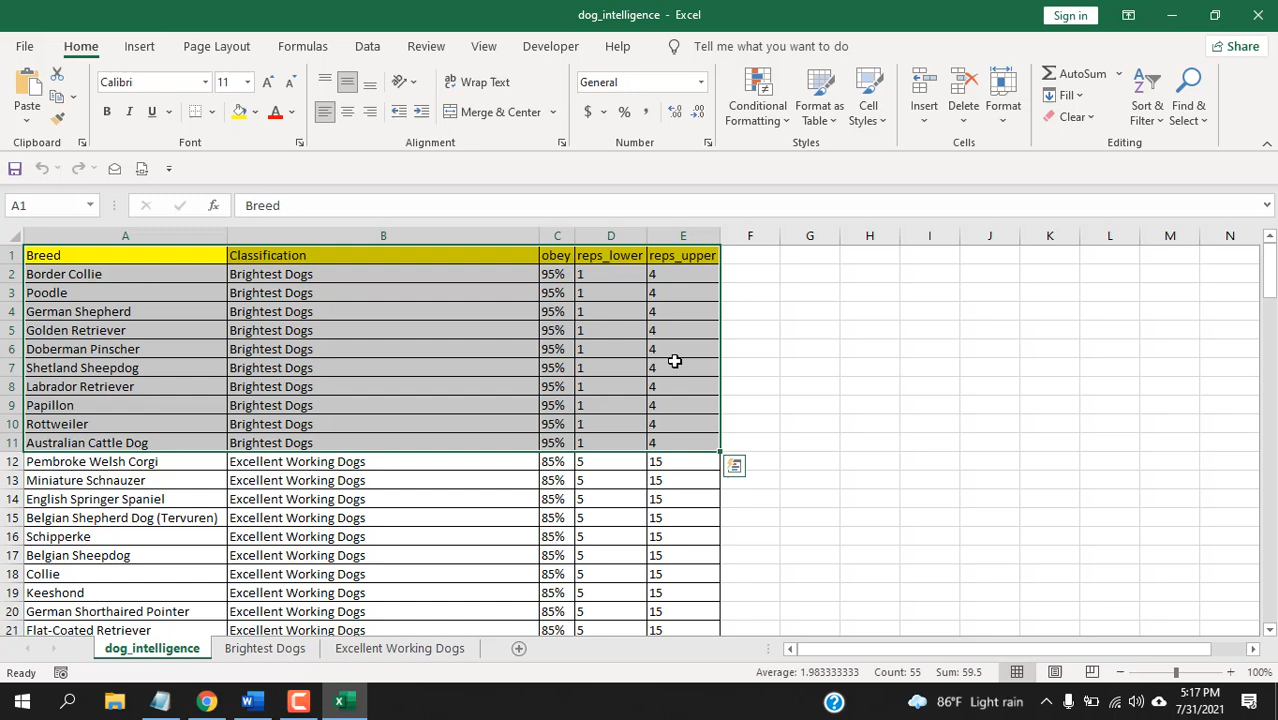 dog_intelligence - Excel
Sign in
File Home Insert Page Layout Formulas Data Review View Developer Help Tell me what you want to do Share
Paste
Clipboard
Calibri 11
A A
B I U A
Font
Wrap Text
Merge & Center
Alignment
General
$ % ,
Number
Conditional Formatting
Format as Table
Cell Styles
Styles
Insert Delete Format
Cells
AutoSum
Fill
Clear
Sort & Filter
Find & Select
Editing
A1 fx Breed
A B C D E F G H I J K L M N
1 Breed Classification obey reps_lower reps_upper
2 Border Collie Brightest Dogs 95% 1 4
3 Poodle Brightest Dogs 95% 1 4
4 German Shepherd Brightest Dogs 95% 1 4
5 Golden Retriever Brightest Dogs 95% 1 4
6 Doberman Pinscher Brightest Dogs 95% 1 4
7 Shetland Sheepdog Brightest Dogs 95% 1 4
8 Labrador Retriever Brightest Dogs 95% 1 4
9 Papillon Brightest Dogs 95% 1 4
10 Rottweiler Brightest Dogs 95% 1 4
11 Australian Cattle Dog Brightest Dogs 95% 1 4
12 Pembroke Welsh Corgi Excellent Working Dogs 85% 5 15
13 Miniature Schnauzer Excellent Working Dogs 85% 5 15
14 English Springer Spaniel Excellent Working Dogs 85% 5 15
15 Belgian Shepherd Dog (Tervuren) Excellent Working Dogs 85% 5 15
16 Schipperke Excellent Working Dogs 85% 5 15
17 Belgian Sheepdog Excellent Working Dogs 85% 5 15
18 Collie Excellent Working Dogs 85% 5 15
19 Keeshond Excellent Working Dogs 85% 5 15
20 German Shorthaired Pointer Excellent Working Dogs 85% 5 15
21 Flat-Coated Retriever Excellent Working Dogs 85% 5 15
dog_intelligence Brightest Dogs Excellent Working Dogs
Ready Average: 1.983333333 Count: 55 Sum: 59.5 100%
86°F Light rain 5:17 PM
7/31/2021